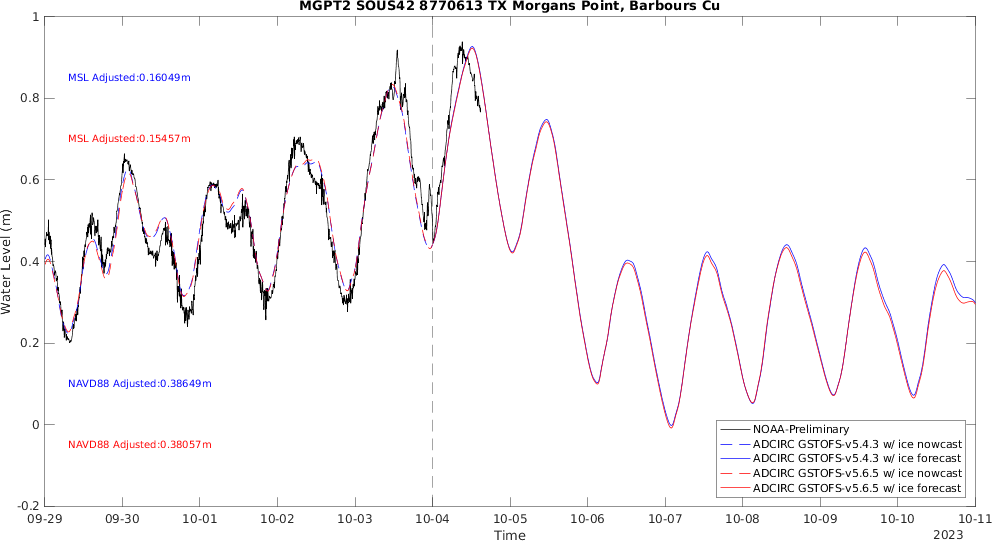 MGPT2 SOUS42 8770613 TX Morgans Point, Barbours Cu
1
0.8
0.6
0.4
0.2
0
-0.2
Water Level (m)
MSL Adjusted:0.16049m
MSL Adjusted:0.15457m
NAVD88 Adjusted:0.38649m
NAVD88 Adjusted:0.38057m
NOAA-Preliminary
ADCIRC GSTOFS-v5.4.3 w/ ice nowcast
ADCIRC GSTOFS-v5.4.3 w/ ice forecast
ADCIRC GSTOFS-v5.6.5 w/ ice nowcast
ADCIRC GSTOFS-v5.6.5 w/ ice forecast
09-29 09-30 10-01 10-02 10-03 10-04 10-05 10-06 10-07 10-08 10-09 10-10 10-11
Time
2023